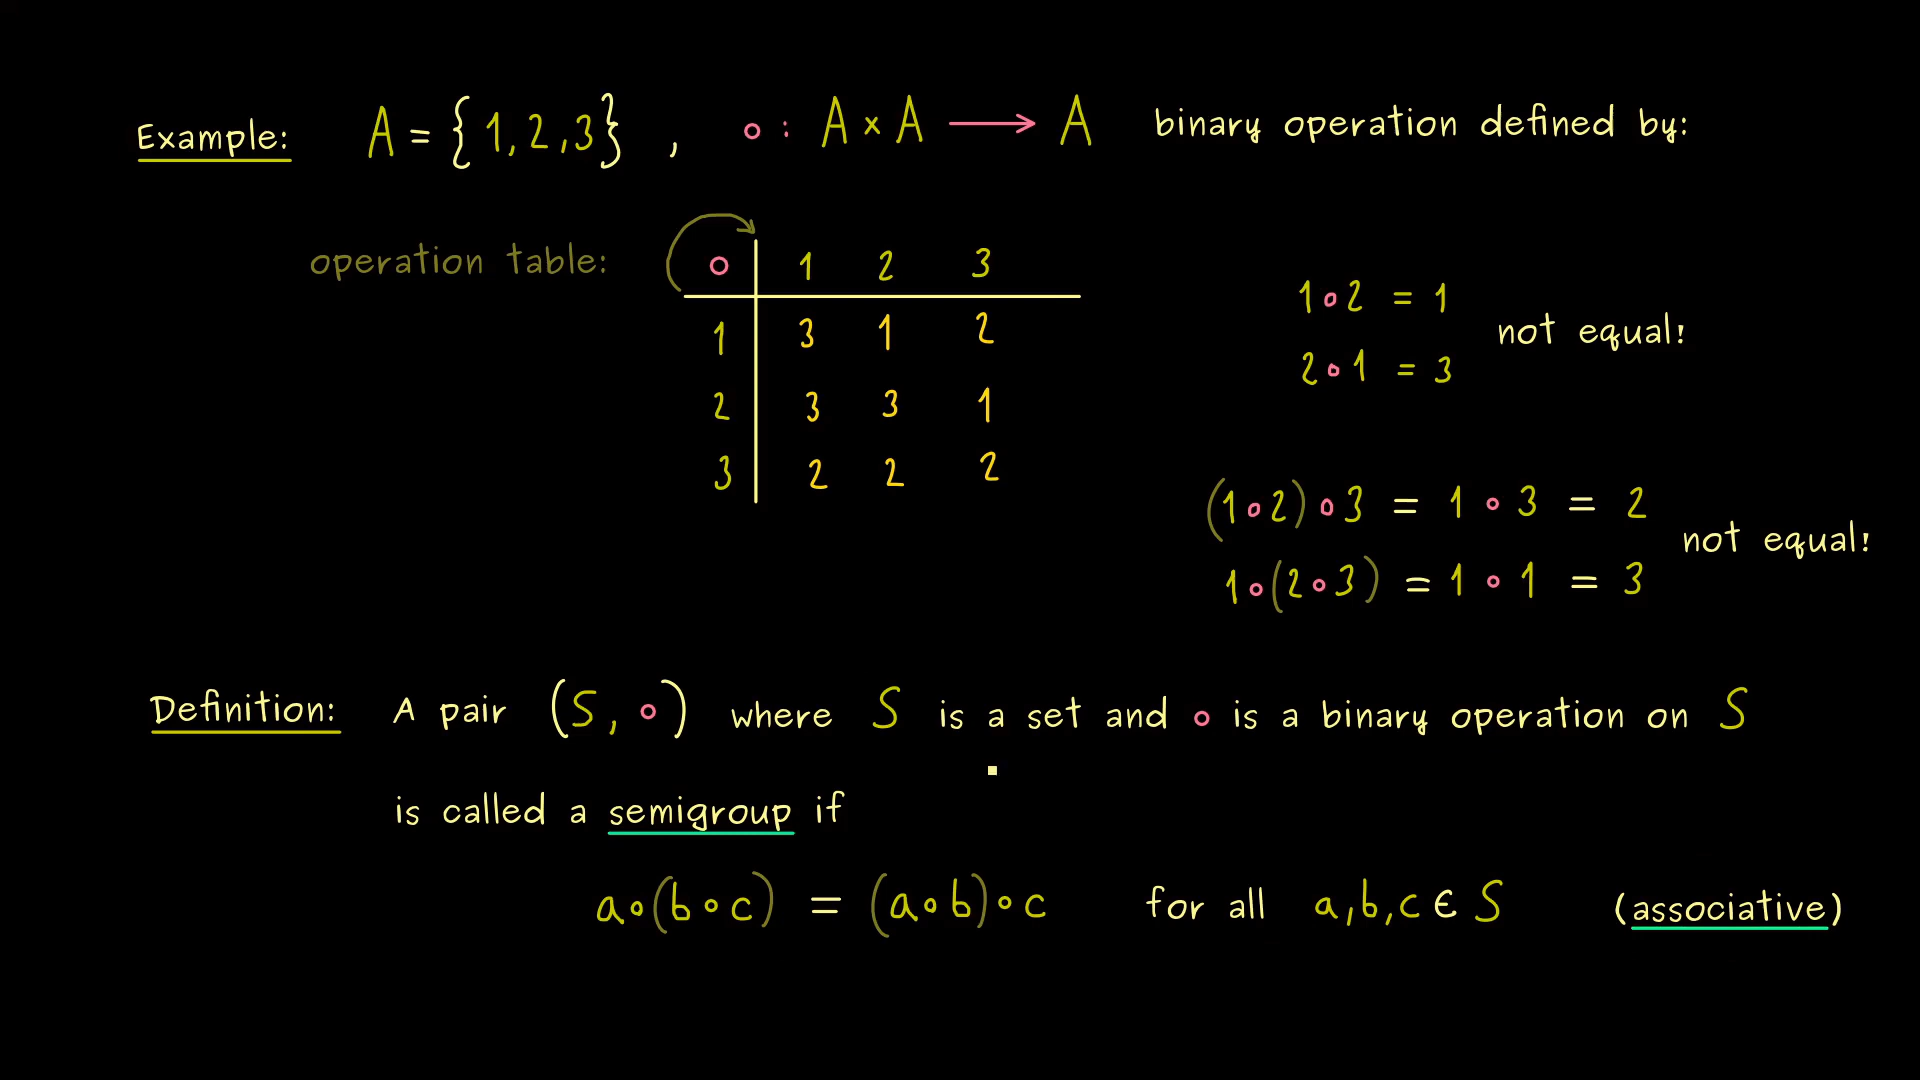 Example: A = {1,2,3} , ∘ : A × A ⟶ A binary operation defined by:
operation table:
∘ 1 2 3
1 3 1 2
2 3 3 1
3 2 2 2
1∘2 = 1
2∘1 = 3
not equal!
(1∘2)∘3 = 1 ∘ 3 = 2
1∘(2∘3) = 1 ∘ 1 = 3
not equal!
Definition: A pair (S, ∘) where S is a set and ∘ is a binary operation on S
is called a semigroup if
a∘(b∘c) = (a∘b)∘c for all a,b,c ∈ S (associative)